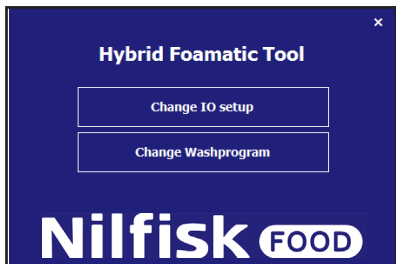 ×
Hybrid Foamatic Tool
Change IO setup
Change Washprogram
Nilfisk FOOD